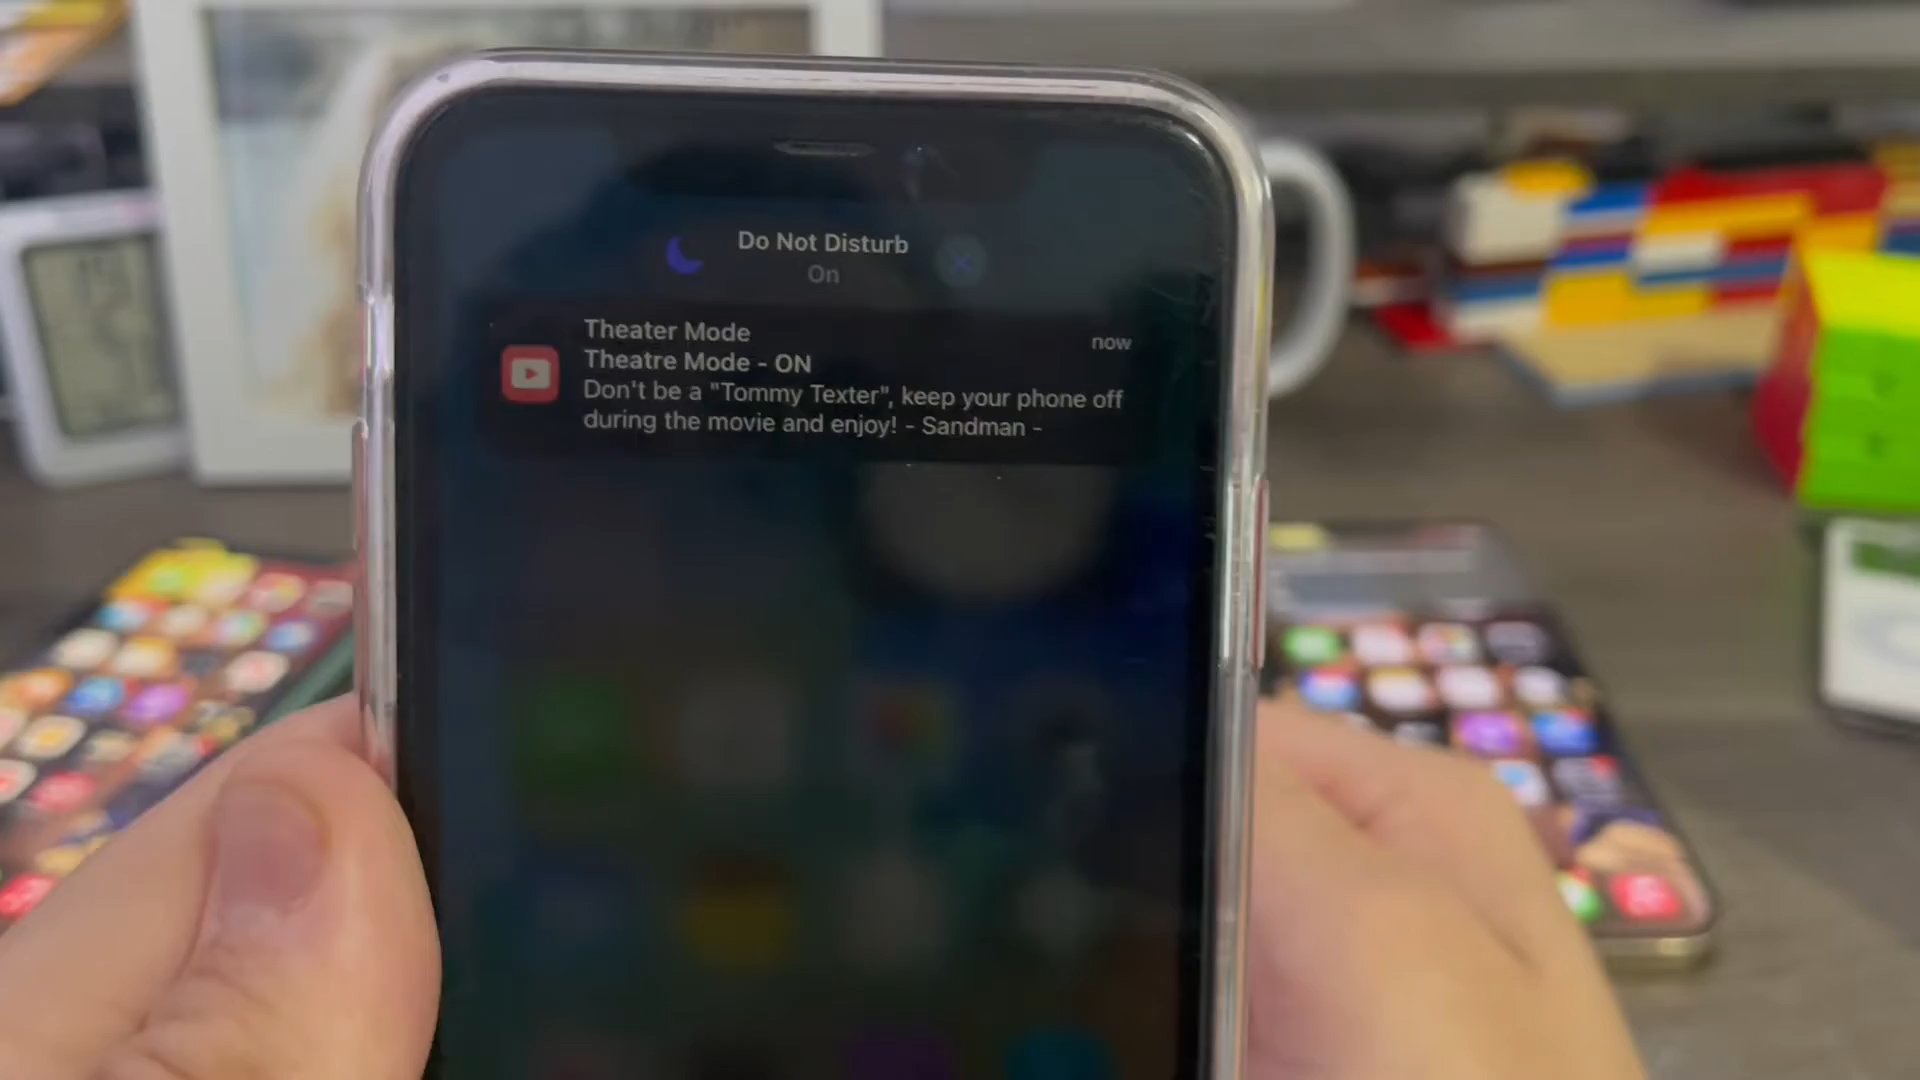 Do Not Disturb
On
Theater Mode
now
Theatre Mode - ON
Don't be a "Tommy Texter", keep your phone off
during the movie and enjoy! - Sandman -